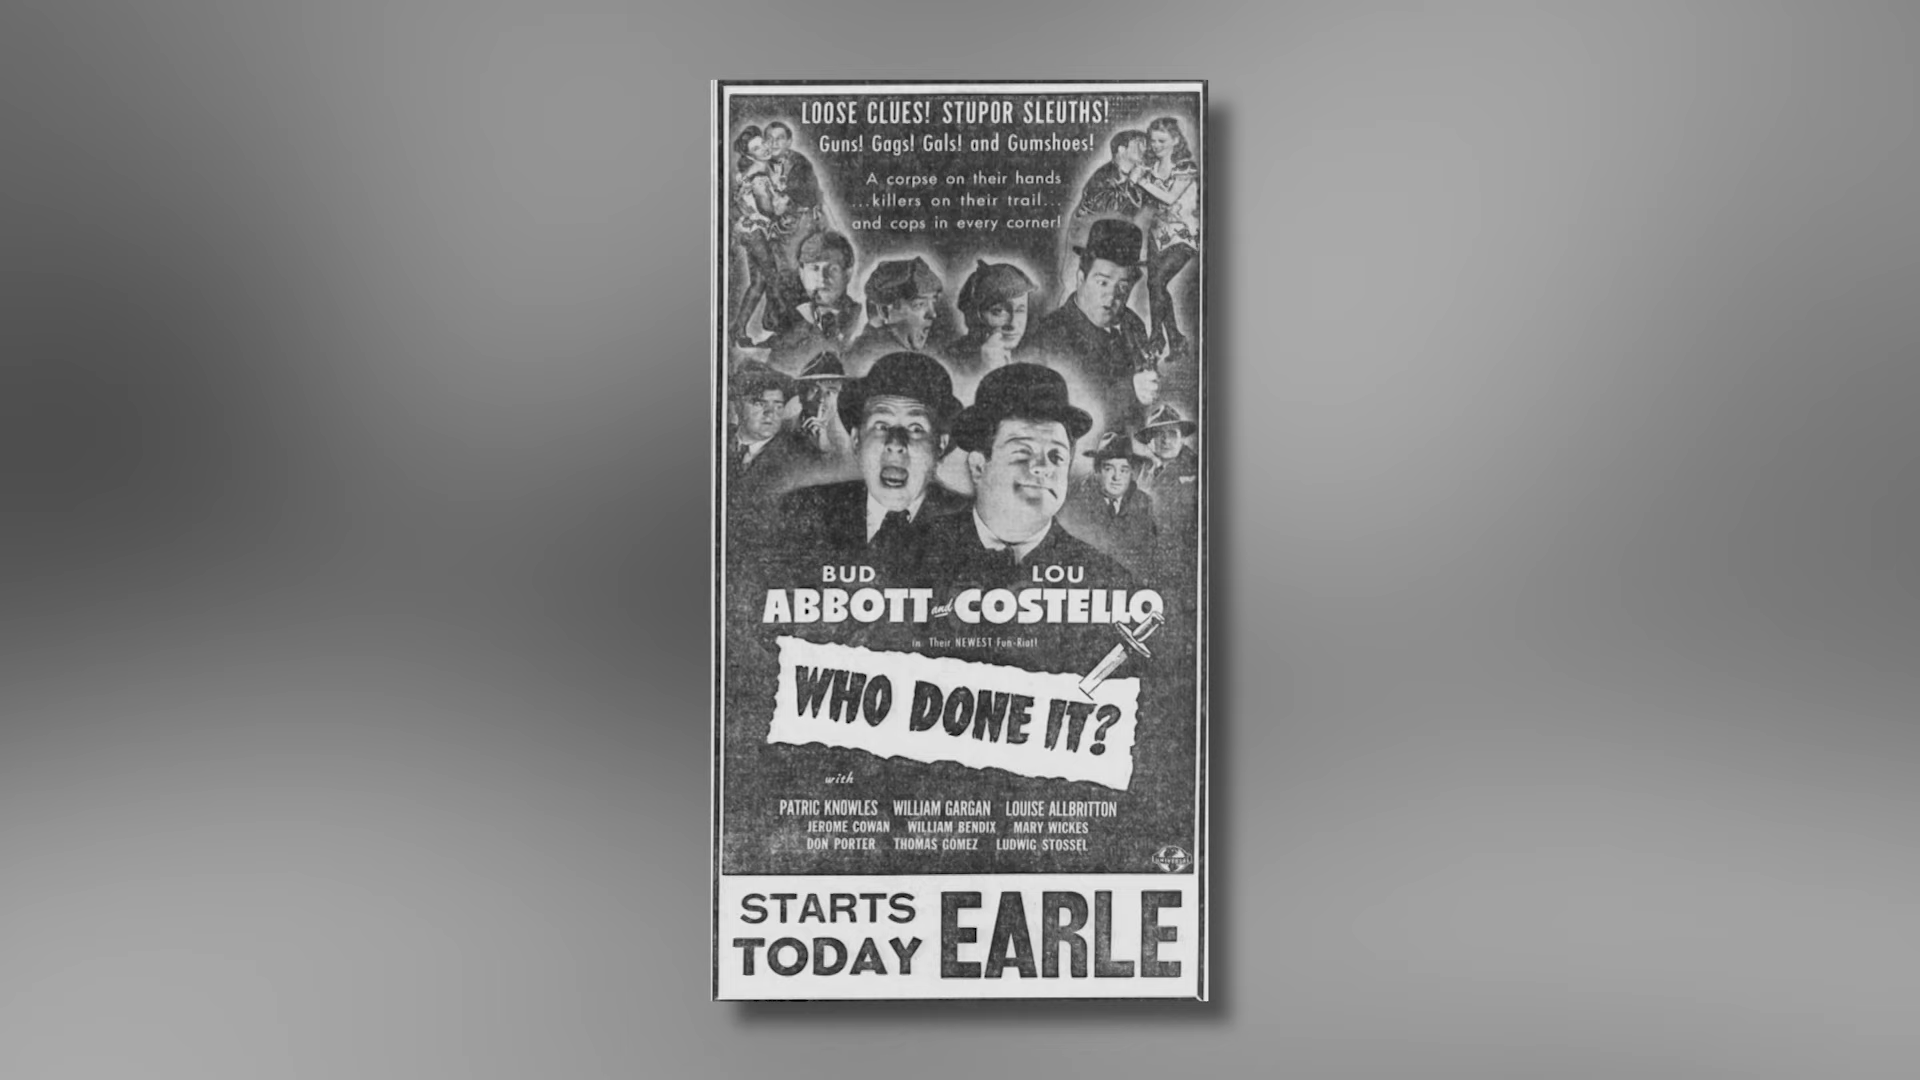 LOOSE CLUES! STUPOR SLEUTHS!
Guns! Gags! Gals! and Gumshoes!
A corpse on their hands
...killers on their trail...
and cops in every corner!
BUD LOU
ABBOTT and COSTELLO
in Their NEWEST Fun-Riot!
WHO DONE IT?
with
PATRIC KNOWLES WILLIAM GARGAN LOUISE ALLBRITTON
JEROME COWAN WILLIAM BENDIX MARY WICKES
DON PORTER THOMAS GOMEZ LUDWIG STOSSEL
UNIVERSAL
STARTS TODAY EARLE